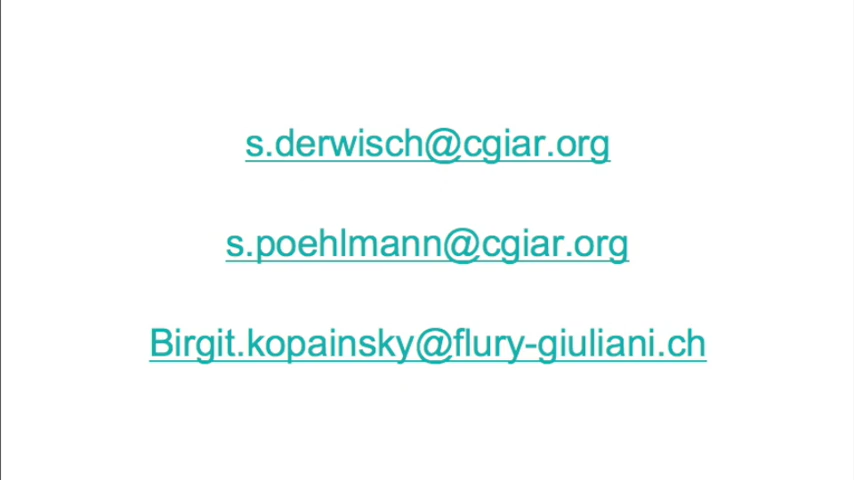 s.derwisch@cgiar.org
s.poehlmann@cgiar.org
Birgit.kopainsky@flury-giuliani.ch